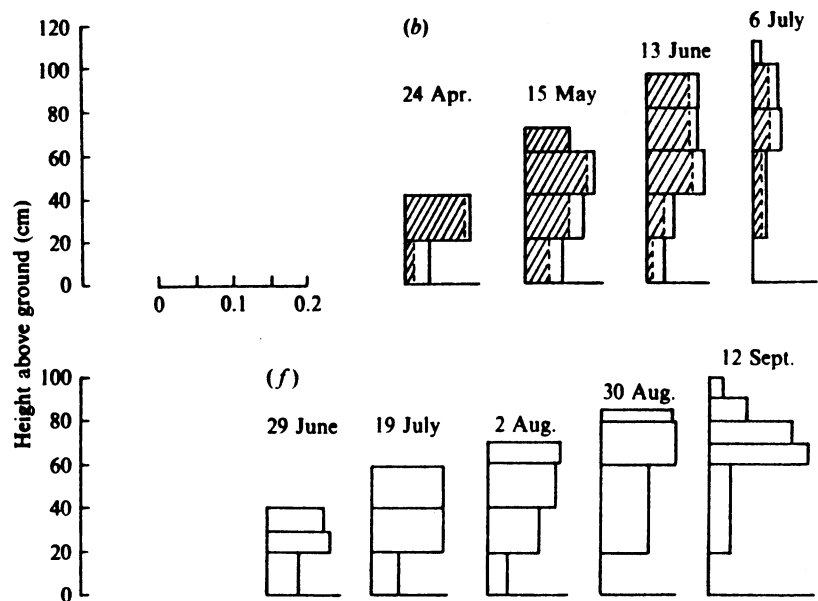 120
100
80
60
40
20
0
Height above ground (cm)
(b)
24 Apr.
15 May
13 June
6 July
0 0.1 0.2
(f)
29 June
19 July
2 Aug.
30 Aug.
12 Sept.
100
80
60
40
20
0